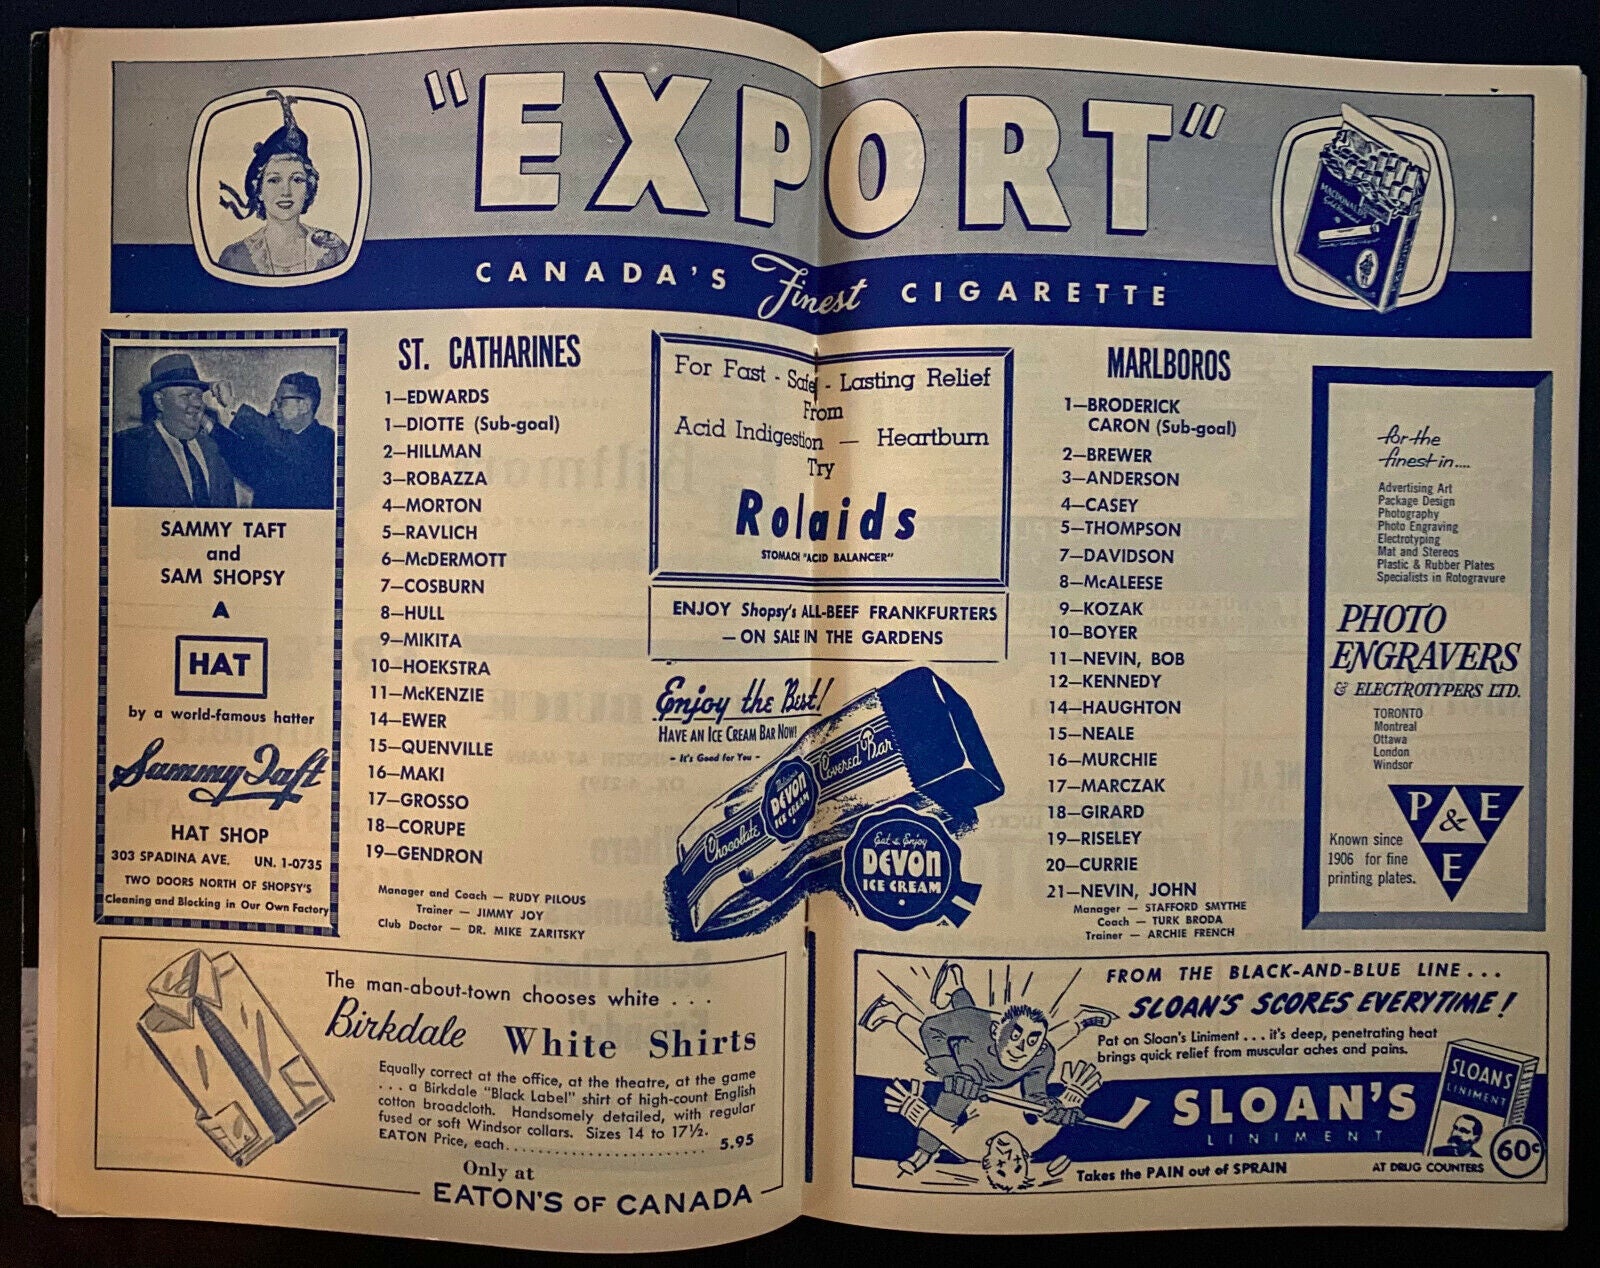 "EXPORT"
CANADA'S Finest CIGARETTE
MACDONALD'S
Gold Standard
SAMMY TAFT
and
SAM SHOPSY
A
HAT
by a world-famous hatter
Sammy Taft
HAT SHOP
303 SPADINA AVE. UN. 1-0735
TWO DOORS NORTH OF SHOPSY'S
Cleaning and Blocking in Our Own Factory
ST. CATHARINES
1—EDWARDS
1—DIOTTE (Sub-goal)
2—HILLMAN
3—ROBAZZA
4—MORTON
5—RAVLICH
6—McDERMOTT
7—COSBURN
8—HULL
9—MIKITA
10—HOEKSTRA
11—McKENZIE
14—EWER
15—QUENVILLE
16—MAKI
17—GROSSO
18—CORUPE
19—GENDRON
Manager and Coach — RUDY PILOUS
Trainer — JIMMY JOY
Club Doctor — DR. MIKE ZARITSKY
For Fast - Safe - Lasting Relief
From
Acid Indigestion — Heartburn
Try
Rolaids
STOMACH "ACID BALANCER"
ENJOY Shopsy's ALL-BEEF FRANKFURTERS
— ON SALE IN THE GARDENS
Enjoy the Best!
HAVE AN ICE CREAM BAR NOW!
- It's Good for You -
Chocolate
Delicious
DEVON
ICE CREAM
Covered Bar
Eat & Enjoy
DEVON
ICE CREAM
MARLBOROS
1—BRODERICK
CARON (Sub-goal)
2—BREWER
3—ANDERSON
4—CASEY
5—THOMPSON
7—DAVIDSON
8—McALEESE
9—KOZAK
10—BOYER
11—NEVIN, BOB
12—KENNEDY
14—HAUGHTON
15—NEALE
16—MURCHIE
17—MARCZAK
18—GIRARD
19—RISELEY
20—CURRIE
21—NEVIN, JOHN
Manager — STAFFORD SMYTHE
Coach — TURK BRODA
Trainer — ARCHIE FRENCH
for the
finest in....
Advertising Art
Package Design
Photography
Photo Engraving
Electrotyping
Mat and Stereos
Plastic & Rubber Plates
Specialists in Rotogravure
PHOTO
ENGRAVERS
& ELECTROTYPERS LTD.
TORONTO
Montreal
Ottawa
London
Windsor
P & E
E
Known since
1906 for fine
printing plates.
The man-about-town chooses white . . .
Birkdale White Shirts
Equally correct at the office, at the theatre, at the game
. . . a Birkdale "Black Label" shirt of high-count English
cotton broadcloth. Handsomely detailed, with regular
fused or soft Windsor collars. Sizes 14 to 17½.
EATON Price, each........................ 5.95
Only at
EATON'S OF CANADA
FROM THE BLACK-AND-BLUE LINE . . .
SLOAN'S SCORES EVERYTIME!
Pat on Sloan's Liniment . . . it's deep, penetrating heat
brings quick relief from muscular aches and pains.
SLOAN'S
LINIMENT
SLOANS
LINIMENT
60¢
Takes the PAIN out of SPRAIN
AT DRUG COUNTERS